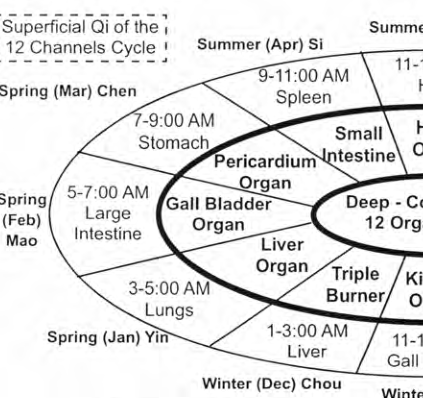 Superficial Qi of the
12 Channels Cycle
Summer (Apr) Si
9-11:00 AM
Spleen
Spring (Mar) Chen
7-9:00 AM
Stomach
Small
Intestine
Pericardium
Organ
Spring
(Feb)
Mao
5-7:00 AM
Large
Intestine
Gall Bladder
Organ
Deep -
12
Liver
Organ
3-5:00 AM
Lungs
Triple
Burner
Spring (Jan) Yin
1-3:00 AM
Liver
Gall
Winter (Dec) Chou